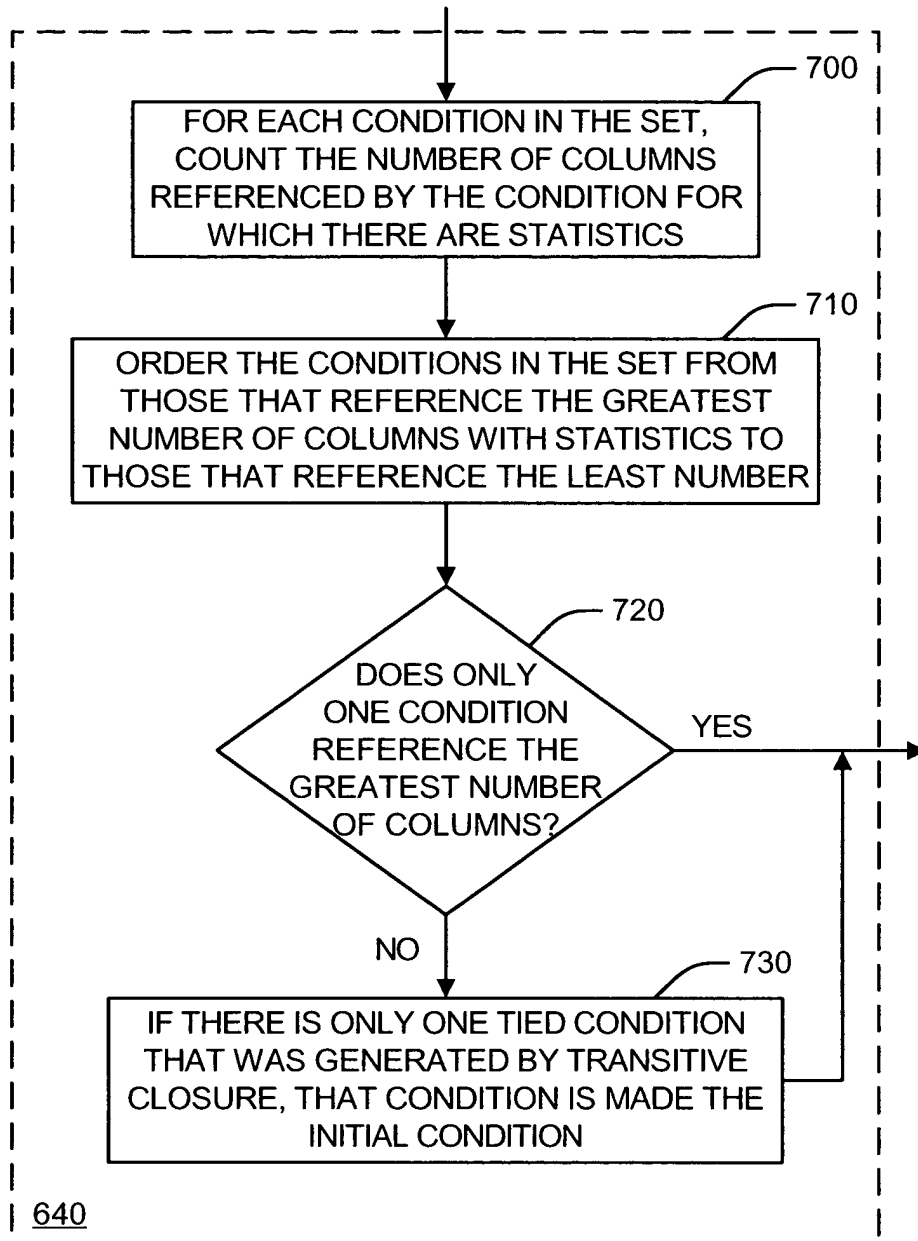 700
FOR EACH CONDITION IN THE SET,
COUNT THE NUMBER OF COLUMNS
REFERENCED BY THE CONDITION FOR
WHICH THERE ARE STATISTICS
710
ORDER THE CONDITIONS IN THE SET FROM
THOSE THAT REFERENCE THE GREATEST
NUMBER OF COLUMNS WITH STATISTICS TO
THOSE THAT REFERENCE THE LEAST NUMBER
720
DOES ONLY
ONE CONDITION
REFERENCE THE
GREATEST NUMBER
OF COLUMNS?
YES
NO
730
IF THERE IS ONLY ONE TIED CONDITION
THAT WAS GENERATED BY TRANSITIVE
CLOSURE, THAT CONDITION IS MADE THE
INITIAL CONDITION
640